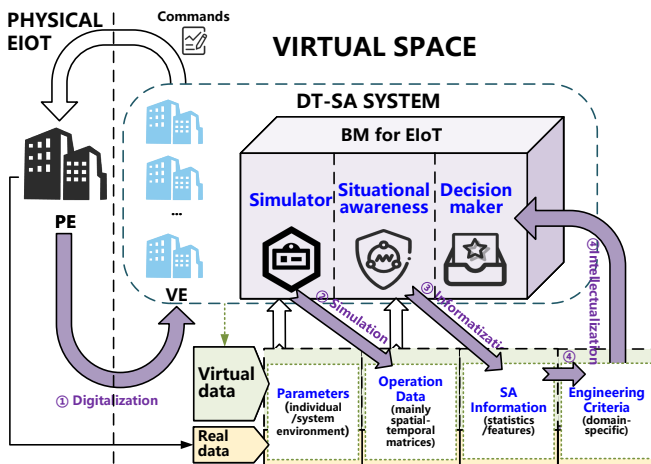 PHYSICAL
EIOT
Commands
VIRTUAL SPACE
DT-SA SYSTEM
BM for EIoT
Simulator
Situational
awareness
Decision
maker
PE
...
VE
① Digitalization
② Simulation
③ Informatizati
④
④ Intellectualization
Virtual
data
Real
data
Parameters
(individual
/system
environment)
Operation
Data
(mainly
spatial-
temporal
matrices)
SA
Information
(statistics
/features)
Engineering
Criteria
(domain-
specific)